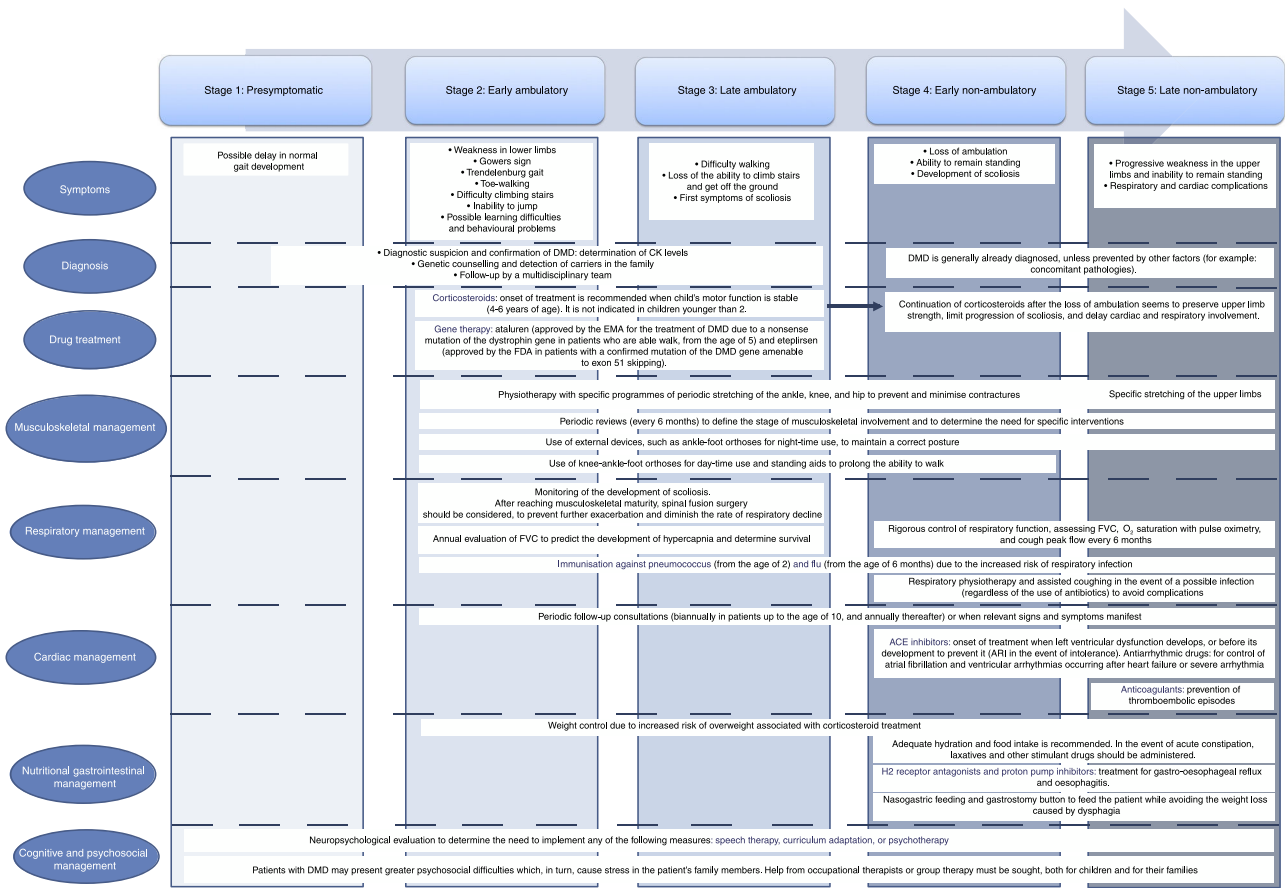 Stage 1: Presymptomatic
Stage 2: Early ambulatory
Stage 3: Late ambulatory
Stage 4: Early non-ambulatory
Stage 5: Late non-ambulatory
Symptoms
Possible delay in normal
gait development
• Weakness in lower limbs
• Gowers sign
• Trendelenburg gait
• Toe-walking
• Difficulty climbing stairs
• Inability to jump
• Possible learning difficulties
and behavioural problems
• Difficulty walking
• Loss of the ability to climb stairs
and get off the ground
• First symptoms of scoliosis
• Loss of ambulation
• Ability to remain standing
• Development of scoliosis
• Progressive weakness in the upper
limbs and inability to remain standing
• Respiratory and cardiac complications
Diagnosis
• Diagnostic suspicion and confirmation of DMD: determination of CK levels
• Genetic counselling and detection of carriers in the family
• Follow-up by a multidisciplinary team
DMD is generally already diagnosed, unless prevented by other factors (for example:
concomitant pathologies).
Drug treatment
Corticosteroids: onset of treatment is recommended when child's motor function is stable
(4-6 years of age). It is not indicated in children younger than 2.
Continuation of corticosteroids after the loss of ambulation seems to preserve upper limb
strength, limit progression of scoliosis, and delay cardiac and respiratory involvement.
Gene therapy: ataluren (approved by the EMA for the treatment of DMD due to a nonsense
mutation of the dystrophin gene in patients who are able walk, from the age of 5) and eteplirsen
(approved by the FDA in patients with a confirmed mutation of the DMD gene amenable
to exon 51 skipping).
Musculoskeletal management
Physiotherapy with specific programmes of periodic stretching of the ankle, knee, and hip to prevent and minimise contractures
Specific stretching of the upper limbs
Periodic reviews (every 6 months) to define the stage of musculoskeletal involvement and to determine the need for specific interventions
Use of external devices, such as ankle-foot orthoses for night-time use, to maintain a correct posture
Use of knee-ankle-foot orthoses for day-time use and standing aids to prolong the ability to walk
Respiratory management
Monitoring of the development of scoliosis.
After reaching musculoskeletal maturity, spinal fusion surgery
should be considered, to prevent further exacerbation and diminish the rate of respiratory decline
Annual evaluation of FVC to predict the development of hypercapnia and determine survival
Rigorous control of respiratory function, assessing FVC, O2 saturation with pulse oximetry,
and cough peak flow every 6 months
Immunisation against pneumococcus (from the age of 2) and flu (from the age of 6 months) due to the increased risk of respiratory infection
Respiratory physiotherapy and assisted coughing in the event of a possible infection
(regardless of the use of antibiotics) to avoid complications
Cardiac management
Periodic follow-up consultations (biannually in patients up to the age of 10, and annually thereafter) or when relevant signs and symptoms manifest
ACE inhibitors: onset of treatment when left ventricular dysfunction develops, or before its
development to prevent it (ARI in the event of intolerance). Antiarrhythmic drugs: for control of
atrial fibrillation and ventricular arrhythmias occurring after heart failure or severe arrhythmia
Anticoagulants: prevention of
thromboembolic episodes
Nutritional gastrointestinal
management
Weight control due to increased risk of overweight associated with corticosteroid treatment
Adequate hydration and food intake is recommended. In the event of acute constipation,
laxatives and other stimulant drugs should be administered.
H2 receptor antagonists and proton pump inhibitors: treatment for gastro-oesophageal reflux
and oesophagitis.
Nasogastric feeding and gastrostomy button to feed the patient while avoiding the weight loss
caused by dysphagia
Cognitive and psychosocial
management
Neuropsychological evaluation to determine the need to implement any of the following measures: speech therapy, curriculum adaptation, or psychotherapy
Patients with DMD may present greater psychosocial difficulties which, in turn, cause stress in the patient's family members. Help from occupational therapists or group therapy must be sought, both for children and for their families